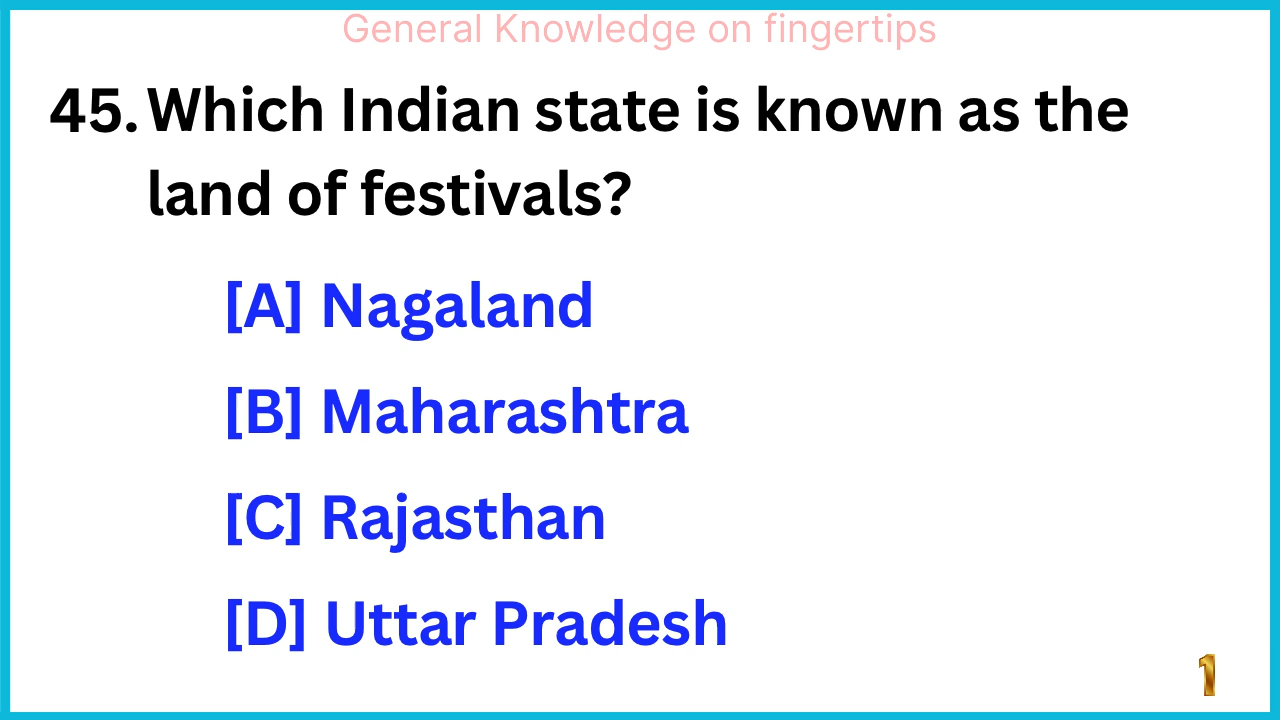 General Knowledge on fingertips
45. Which Indian state is known as the
land of festivals?
[A] Nagaland
[B] Maharashtra
[C] Rajasthan
[D] Uttar Pradesh
1